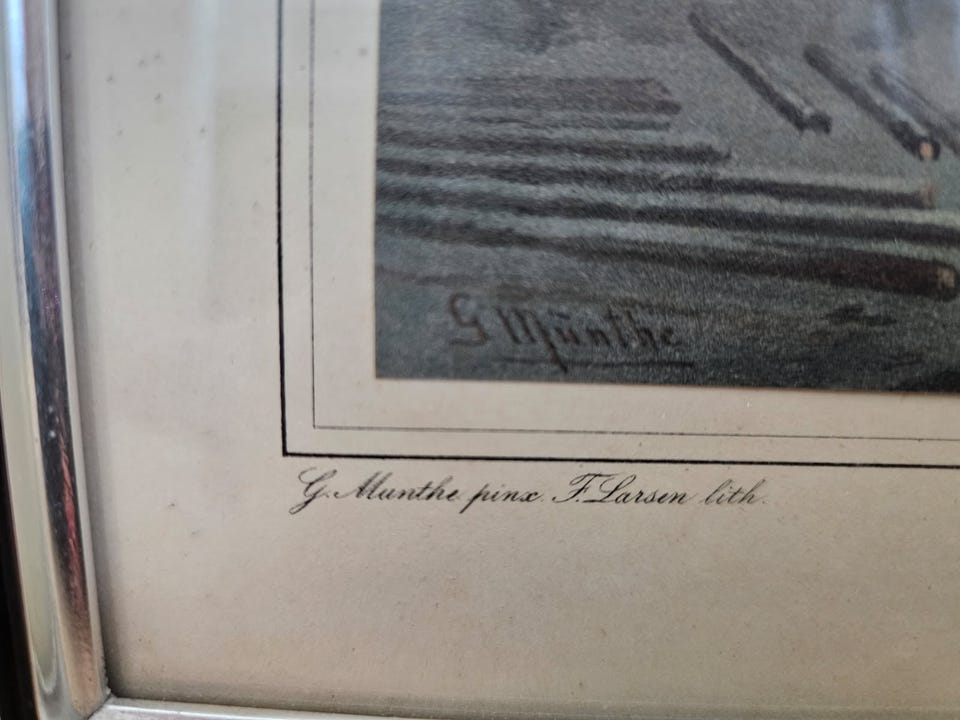 G Munthe
G. Munthe pinx. F. Larsen lith.